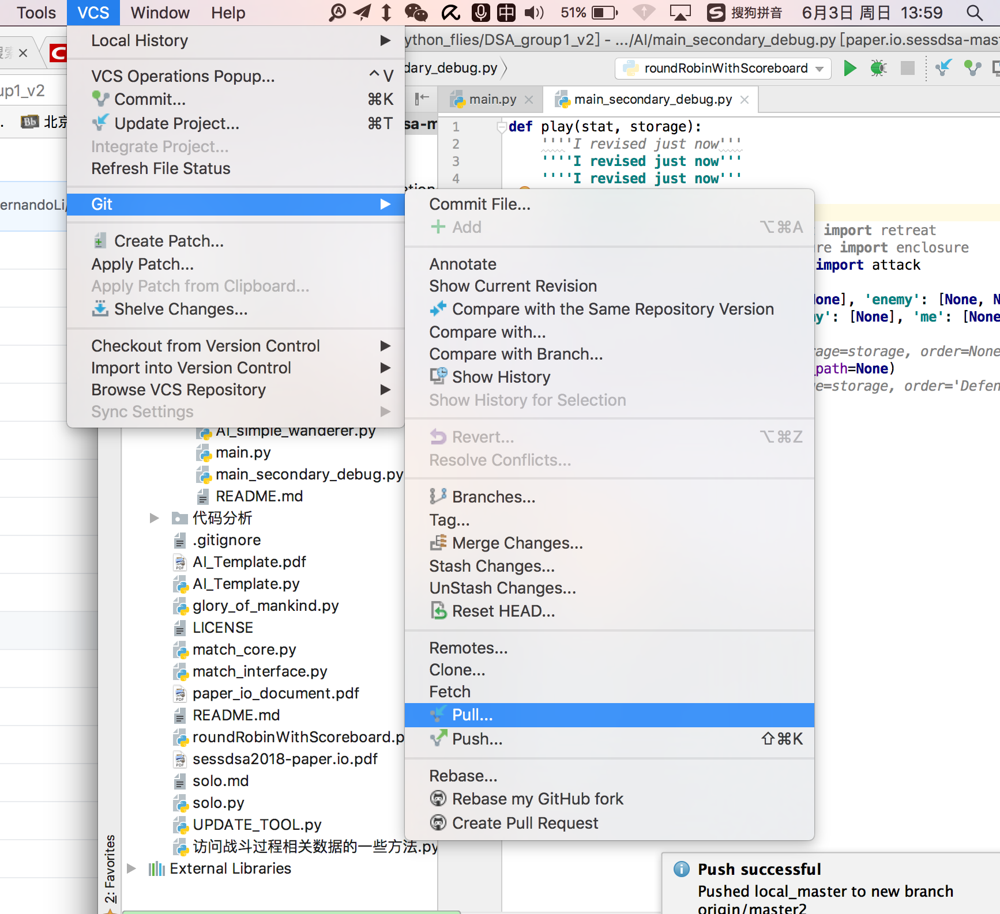 Tools VCS Window Help 中 51% 搜狗拼音 6月3日 周日 13:59
Local History
VCS Operations Popup... ^V
Commit... ⌘K
Update Project... ⌘T
Integrate Project...
Refresh File Status
Git
Create Patch...
Apply Patch...
Apply Patch from Clipboard...
Shelve Changes...
Checkout from Version Control
Import into Version Control
Browse VCS Repository
Sync Settings
Commit File...
Add ⌥⌘A
Annotate
Show Current Revision
Compare with the Same Repository Version
Compare with...
Compare with Branch...
Show History
Show History for Selection
Revert... ⌥⌘Z
Resolve Conflicts...
Branches...
Tag...
Merge Changes...
Stash Changes...
UnStash Changes...
Reset HEAD...
Remotes...
Clone...
Fetch
Pull...
Push... ⇧⌘K
Rebase...
Rebase my GitHub fork
Create Pull Request
up1_v2
Bb 北京
ernandoLi/
ython_flies/DSA_group1_v2] - .../AI/main_secondary_debug.py [paper.io.sessdsa-mas
dary_debug.py
roundRobinWithScoreboard
main.py
main_secondary_debug.py
sa-m
1 def play(stat, storage):
2 ''''I revised just now'''
3 ''''I revised just now'''
4 ''''I revised just now'''
import retreat
re import enclosure
import attack
one], 'enemy': [None, N
y': [None], 'me': [None
rage=storage, order=None
path=None)
e=storage, order='Defen
AI_simple_wanderer.py
main.py
main_secondary_debug.py
README.md
代码分析
.gitignore
AI_Template.pdf
AI_Template.py
glory_of_mankind.py
LICENSE
match_core.py
match_interface.py
paper_io_document.pdf
README.md
roundRobinWithScoreboard.p
sessdsa2018-paper.io.pdf
solo.md
solo.py
UPDATE_TOOL.py
访问战斗过程相关数据的一些方法.py
External Libraries
2: Favorites
Push successful
Pushed local_master to new branch
origin/master2